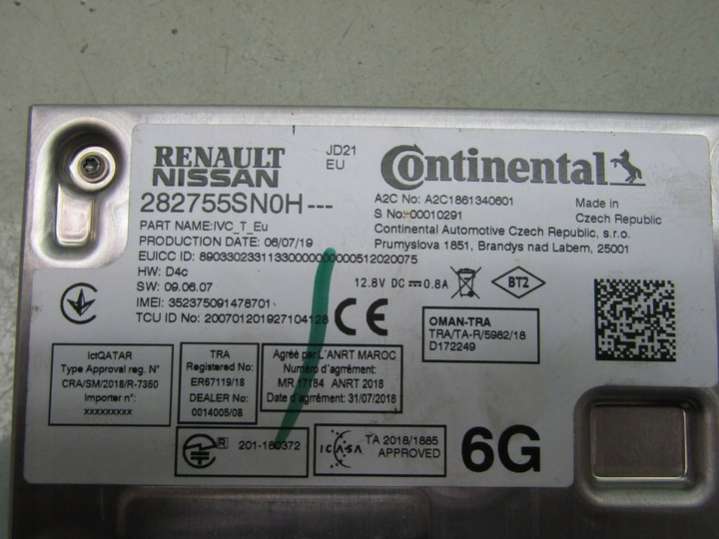 RENAULT
NISSAN
JD21
EU
Continental
282755SN0H---
PART NAME:IVC_T_Eu
PRODUCTION DATE: 06/07/19
A2C No: A2C1861340601
S No:-00010291
Made in
Czech Republic
Continental Automotive Czech Republic, s.r.o.
Prumyslova 1851, Brandys nad Labem, 25001
EUICC ID: 89033023311330000000000512020075
HW: D4c
SW: 09.06.07
12.8V DC 0.8A
BT2
IMEI: 352375091478701
TCU ID No: 200701201927104128
CE
OMAN-TRA
TRA/TA-R/5962/18
D172249
ictQATAR
Type Approval reg. N°
CRA/SM/2018/R-7360
Importer n°:
xxxxxxxxx
TRA
Registered No:
ER67119/18
DEALER No:
0014005/08
Agréé par L'ANRT MAROC
Numéro d'agrrément:
MR 17184 ANRT 2018
Date d'agrrément: 31/07/2018
R
201-180372
ICASA
TA 2018/1885
APPROVED
6G